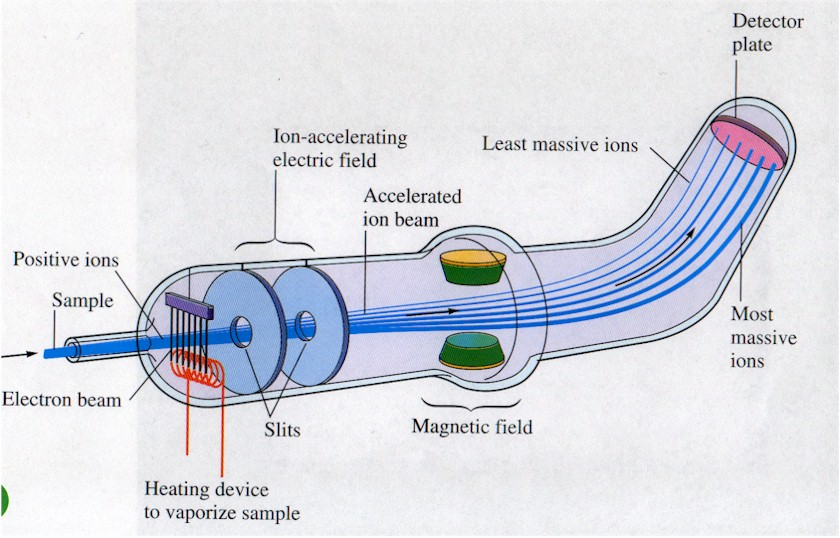 Detector
plate
Ion-accelerating
electric field
Least massive ions
Accelerated
ion beam
Positive ions
Sample
Most
massive
ions
Electron beam
Slits
Magnetic field
Heating device
to vaporize sample